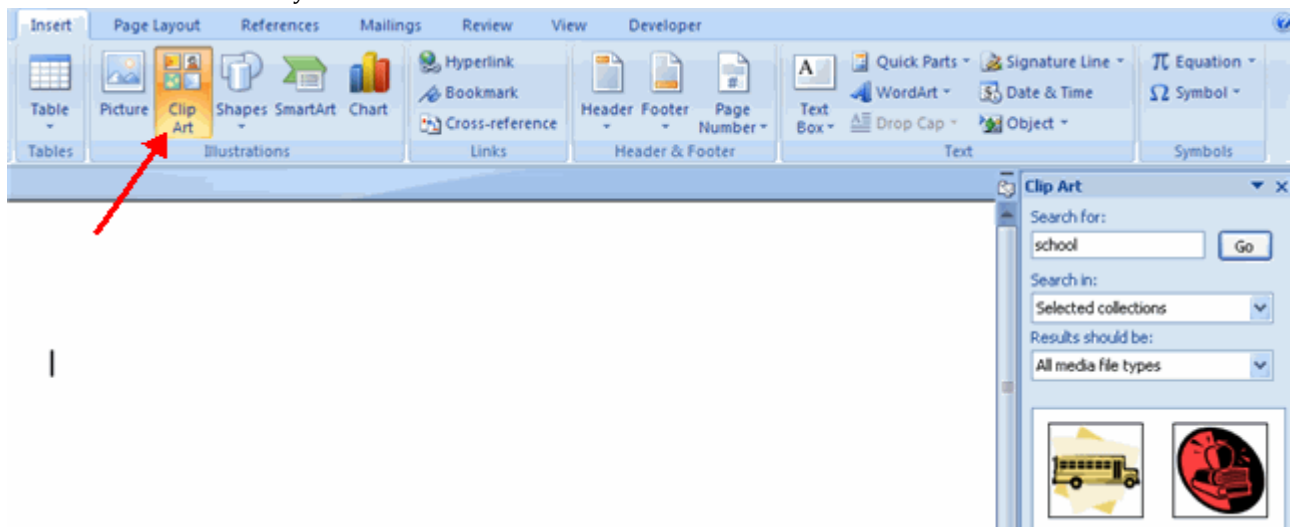 Insert Page Layout References Mailings Review View Developer
Table
Tables
Picture Clip Art Shapes SmartArt Chart
Illustrations
Hyperlink
Bookmark
Cross-reference
Links
Header Footer Page Number
#
Header & Footer
A
Text Box
Quick Parts
WordArt
Drop Cap
Signature Line
Date & Time
Object
Text
π Equation
Ω Symbol
Symbols
Clip Art
Search for:
school Go
Search in:
Selected collections
Results should be:
All media file types